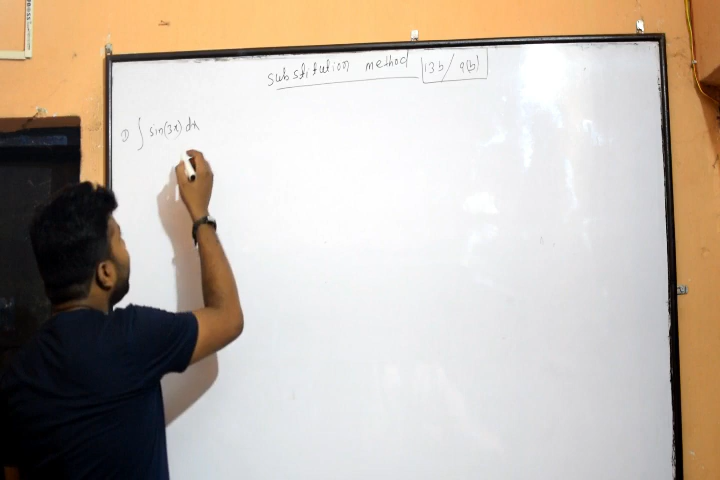 substitution method 13b / 9(b)
① ∫ sin(3x) dx